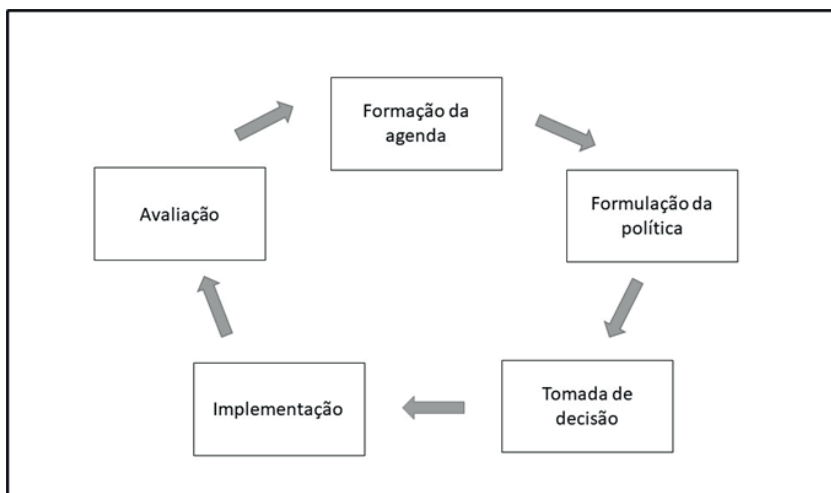 Formação da
agenda
Formulação da
política
Tomada de
decisão
Implementação
Avaliação